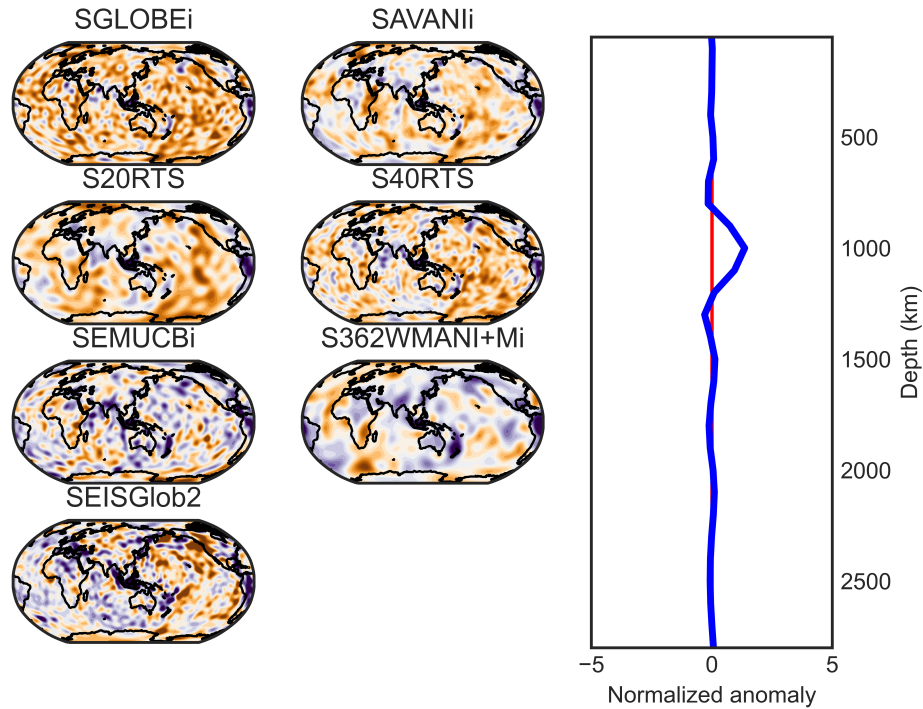 SGLOBEi
SAVANIi
S20RTS
S40RTS
SEMUCBi
S362WMANI+Mi
SEISGlob2
500
1000
1500
2000
2500
Depth (km)
−5
0
5
Normalized anomaly